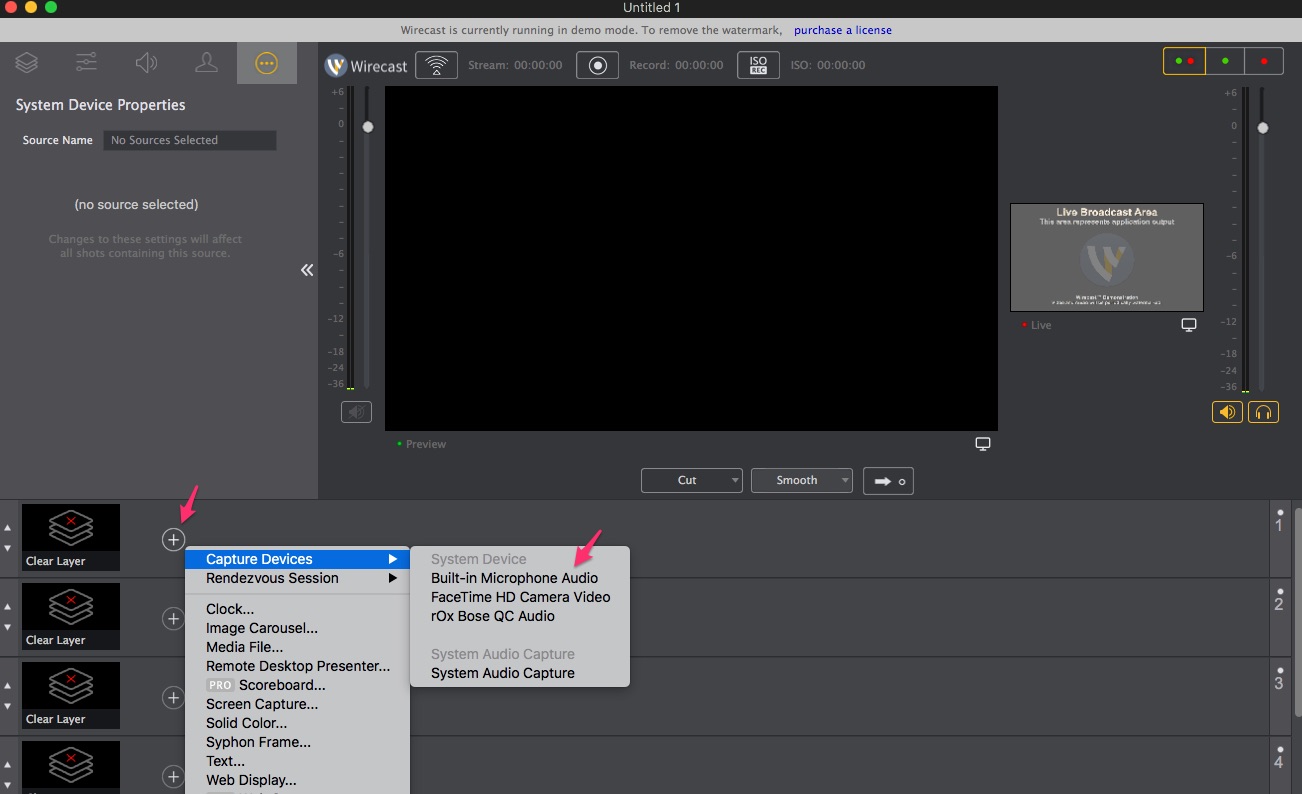 Untitled 1
Wirecast is currently running in demo mode. To remove the watermark, purchase a license
Wirecast
Stream: 00:00:00
Record: 00:00:00
ISO REC
ISO: 00:00:00
System Device Properties
Source Name
No Sources Selected
(no source selected)
Changes to these settings will affect
all shots containing this source.
+6
0
-6
-12
-18
-24
-36
Live Broadcast Area
This area represents application output
Wirecast™ Demonstration
Live
+6
0
-6
-12
-18
-24
-36
Preview
Cut
Smooth
Clear Layer
1
Clear Layer
2
Clear Layer
3
4
Capture Devices
Rendezvous Session
Clock...
Image Carousel...
Media File...
Remote Desktop Presenter...
PRO Scoreboard...
Screen Capture...
Solid Color...
Syphon Frame...
Text...
Web Display...
System Device
Built-in Microphone Audio
FaceTime HD Camera Video
rOx Bose QC Audio
System Audio Capture
System Audio Capture